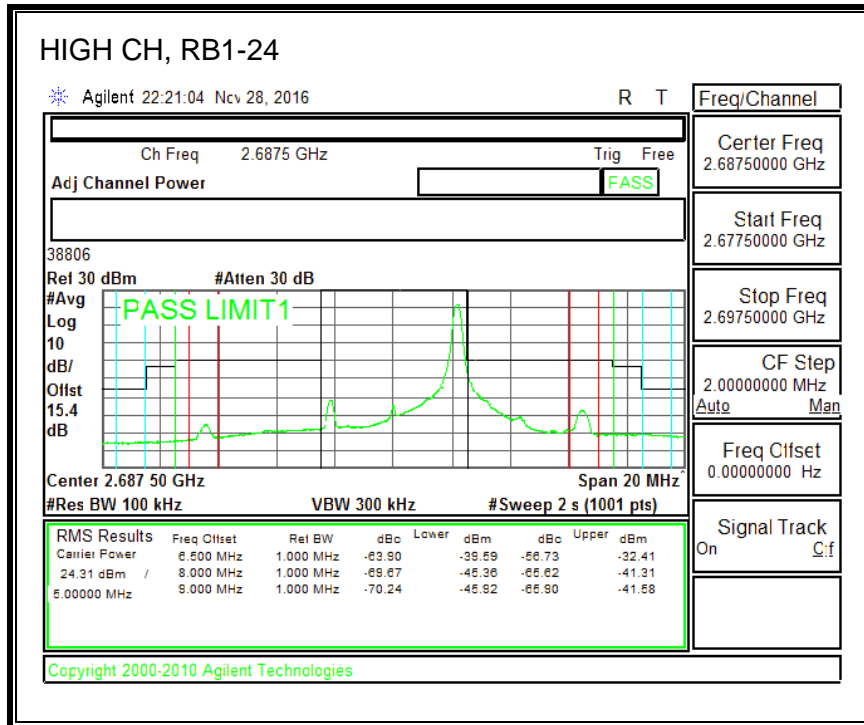 HIGH CH, RB1-24
Agilent 22:21:04 Nov 28, 2016 R T
Freq/Channel
Ch Freq 2.6875 GHz Trig Free
Adj Channel Power FASS
Center Freq
2.68750000 GHz
Start Freq
2.67750000 GHz
Stop Freq
2.69750000 GHz
CF Step
2.00000000 MHz
Auto Man
Freq Offset
0.00000000 Hz
Signal Track
On Off
38806
Ref 30 dBm #Atten 30 dB
#Avg
Log
10
dB/
Offst
15.4
dB
PASS LIMIT1
Center 2.687 50 GHz Span 20 MHz
#Res BW 100 kHz VBW 300 kHz #Sweep 2 s (1001 pts)
RMS Results Freq Offset Ref BW dBc Lower dBm dBc Upper dBm
Carrier Power 6.500 MHz 1.000 MHz -63.90 -39.59 -56.73 -32.41
24.31 dBm / 8.000 MHz 1.000 MHz -69.67 -45.36 -65.62 -41.31
5.00000 MHz 9.000 MHz 1.000 MHz -70.24 -45.92 -65.90 -41.58
Copyright 2000-2010 Agilent Technologies